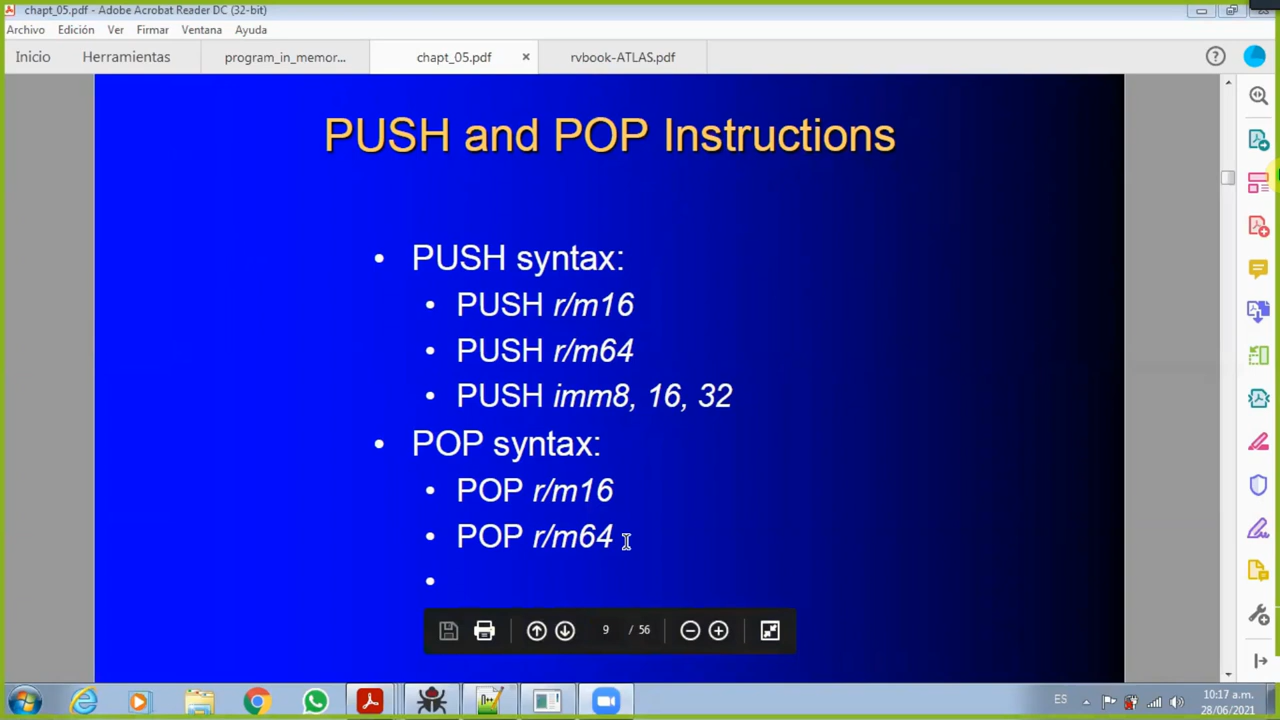 chapt_05.pdf - Adobe Acrobat Reader DC (32-bit)
Archivo Edición Ver Firmar Ventana Ayuda
Inicio Herramientas program_in_memor... chapt_05.pdf × rvbook-ATLAS.pdf
PUSH and POP Instructions
• PUSH syntax:
• PUSH r/m16
• PUSH r/m64
• PUSH imm8, 16, 32
• POP syntax:
• POP r/m16
• POP r/m64
•
9 / 56
ES 10:17 a.m.
28/06/2021